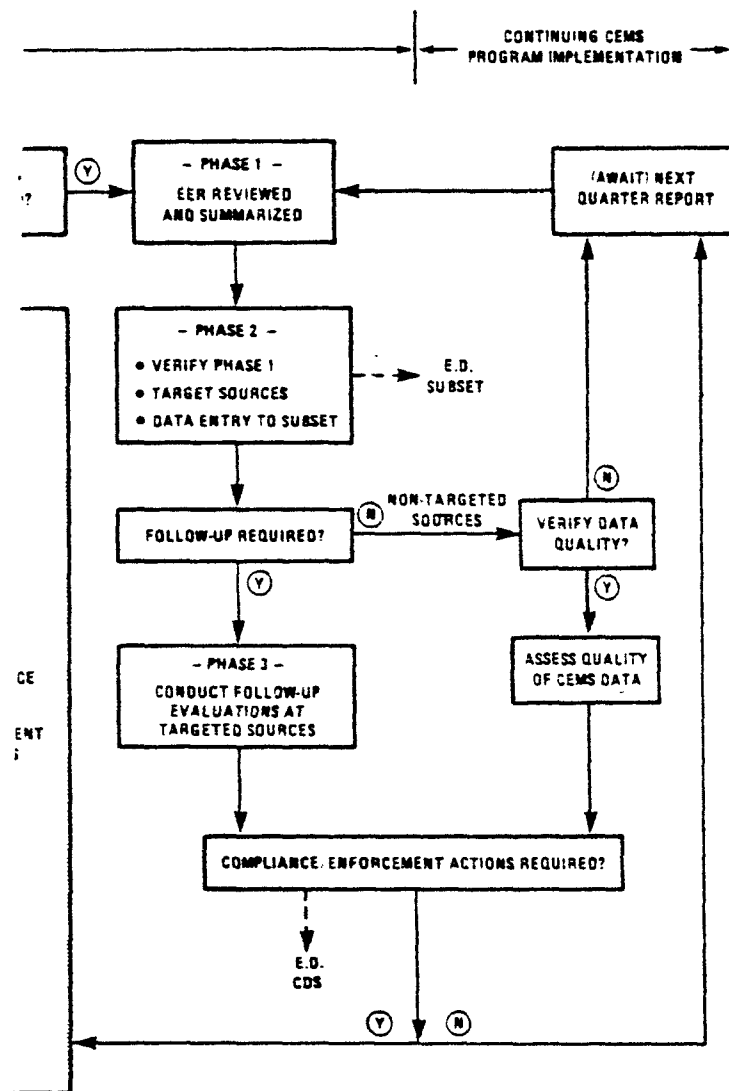 CONTINUING CEMS
PROGRAM IMPLEMENTATION
?
Y
– PHASE 1 –
EER REVIEWED
AND SUMMARIZED
(AWAIT) NEXT
QUARTER REPORT
– PHASE 2 –
● VERIFY PHASE 1
● TARGET SOURCES
● DATA ENTRY TO SUBSET
E.D.
SUBSET
FOLLOW-UP REQUIRED?
N
NON-TARGETED
SOURCES
N
VERIFY DATA
QUALITY?
Y
Y
– PHASE 3 –
CONDUCT FOLLOW-UP
EVALUATIONS AT
TARGETED SOURCES
ASSESS QUALITY
OF CEMS DATA
CE
ENT
COMPLIANCE/ENFORCEMENT ACTIONS REQUIRED?
E.D.
CDS
Y
N